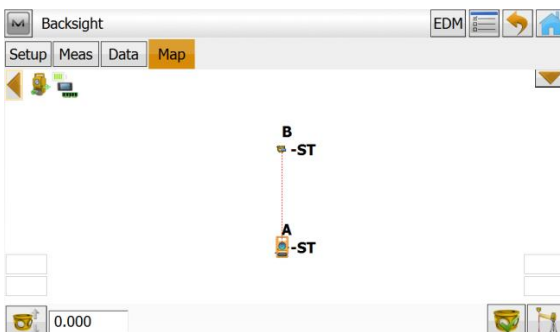 M Backsight EDM
Setup Meas Data Map
B
-ST
A
-ST
0.000